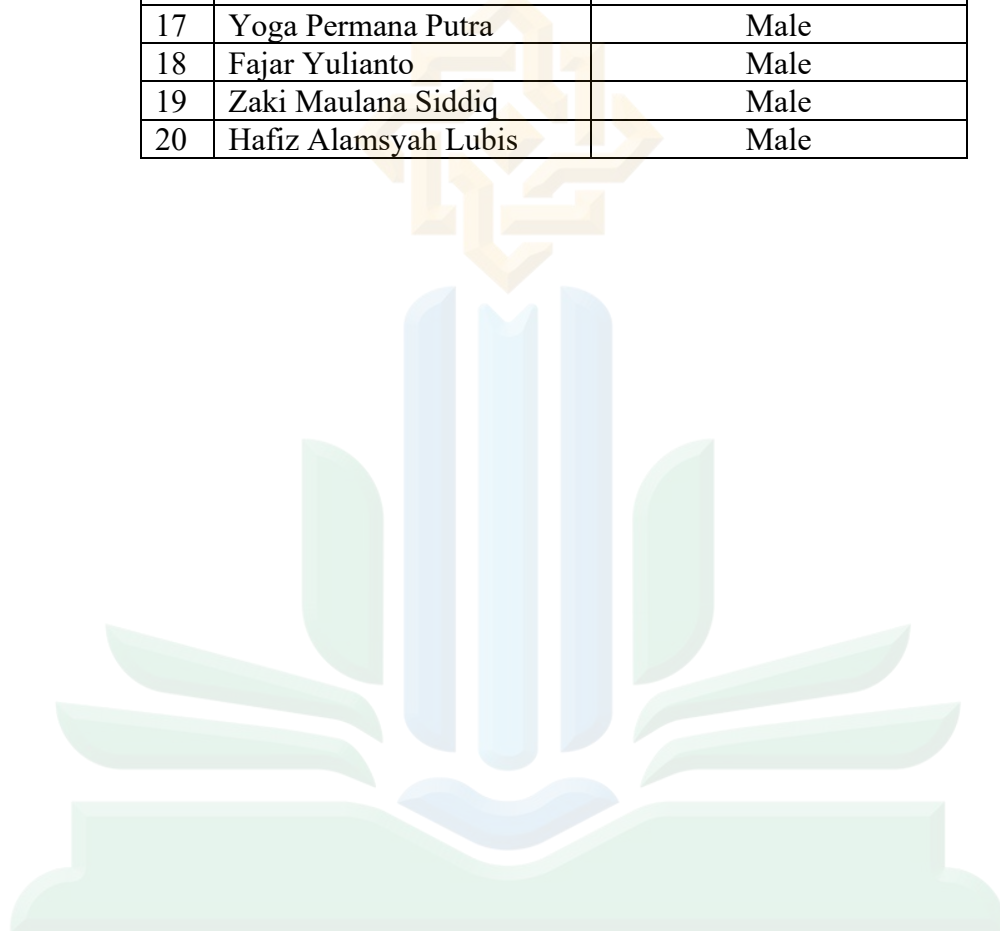 17 Yoga Permana Putra Male
18 Fajar Yulianto Male
19 Zaki Maulana Siddiq Male
20 Hafiz Alamsyah Lubis Male